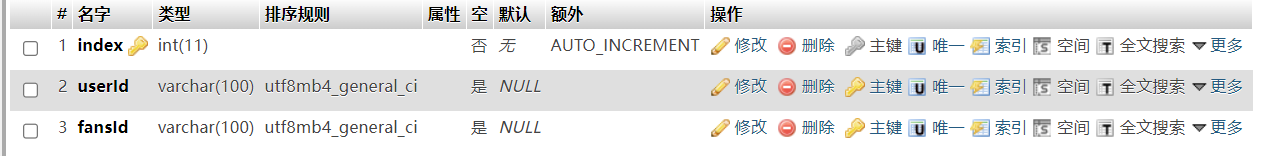 # 名字 类型 排序规则 属性 空 默认 额外 操作
1 index int(11) 否 无 AUTO_INCREMENT 修改 删除 主键 U 唯一 索引 S 空间 T 全文搜索 更多
2 userId varchar(100) utf8mb4_general_ci 是 NULL 修改 删除 主键 U 唯一 索引 S 空间 T 全文搜索 更多
3 fansId varchar(100) utf8mb4_general_ci 是 NULL 修改 删除 主键 U 唯一 索引 S 空间 T 全文搜索 更多